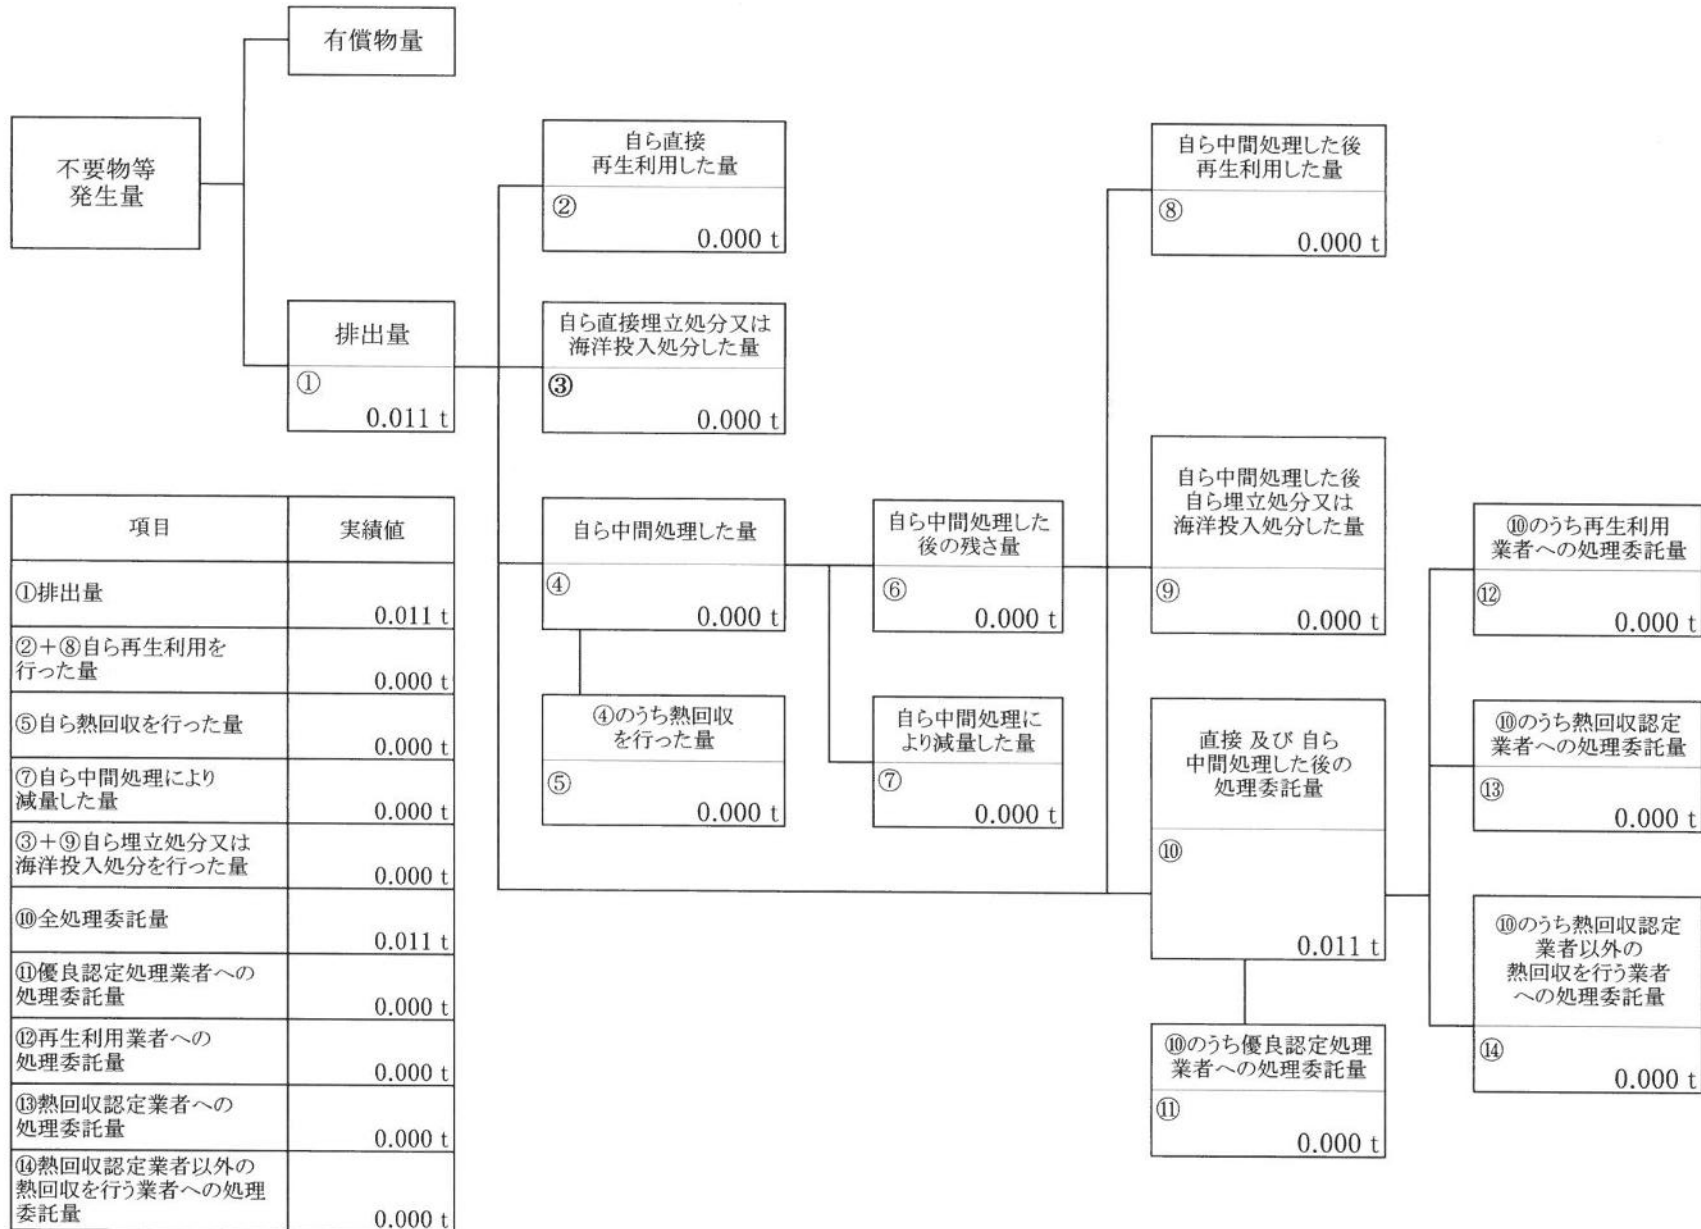 有償物量
不要物等
発生量
排出量
①
0.011 t
自ら直接
再生利用した量
②
0.000 t
自ら直接埋立処分又は
海洋投入処分した量
③
0.000 t
自ら中間処理した量
④
0.000 t
④のうち熱回収
を行った量
⑤
0.000 t
自ら中間処理した
後の残さ量
⑥
0.000 t
自ら中間処理に
より減量した量
⑦
0.000 t
自ら中間処理した後
再生利用した量
⑧
0.000 t
自ら中間処理した後
自ら埋立処分又は
海洋投入処分した量
⑨
0.000 t
直接 及び 自ら
中間処理した後の
処理委託量
⑩
0.011 t
⑩のうち優良認定処理
業者への処理委託量
⑪
0.000 t
⑩のうち再生利用
業者への処理委託量
⑫
0.000 t
⑩のうち熱回収認定
業者への処理委託量
⑬
0.000 t
⑩のうち熱回収認定
業者以外の
熱回収を行う業者
への処理委託量
⑭
0.000 t
項目 実績値
①排出量
0.011 t
②+⑧自ら再生利用を
行った量
0.000 t
⑤自ら熱回収を行った量
0.000 t
⑦自ら中間処理により
減量した量
0.000 t
③+⑨自ら埋立処分又は
海洋投入処分を行った量
0.000 t
⑩全処理委託量
0.011 t
⑪優良認定処理業者への
処理委託量
0.000 t
⑫再生利用業者への
処理委託量
0.000 t
⑬熱回収認定業者への
処理委託量
0.000 t
⑭熱回収認定業者以外の
熱回収を行う業者への処理
委託量
0.000 t